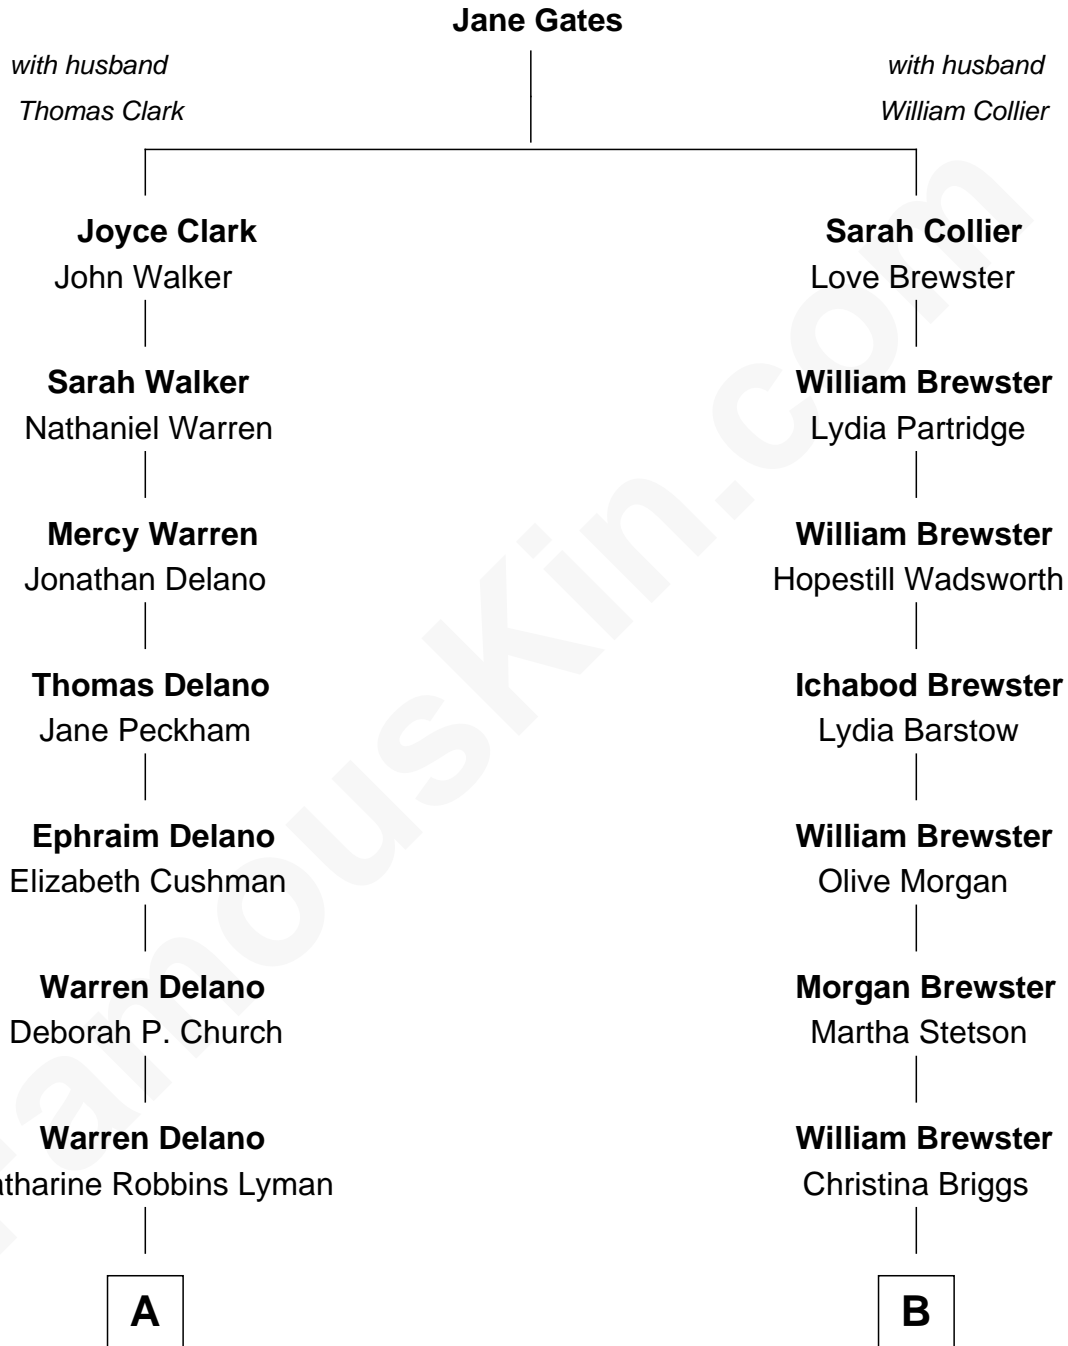 Jane Gates
with husband
Thomas Clark
with husband
William Collier
Joyce Clark
John Walker
Sarah Collier
Love Brewster
Sarah Walker
Nathaniel Warren
William Brewster
Lydia Partridge
Mercy Warren
Jonathan Delano
William Brewster
Hopestill Wadsworth
Thomas Delano
Jane Peckham
Ichabod Brewster
Lydia Barstow
Ephraim Delano
Elizabeth Cushman
William Brewster
Olive Morgan
Warren Delano
Deborah P. Church
Morgan Brewster
Martha Stetson
Warren Delano
atharine Robbins Lyman
William Brewster
Christina Briggs
A
B
FamousKin.com